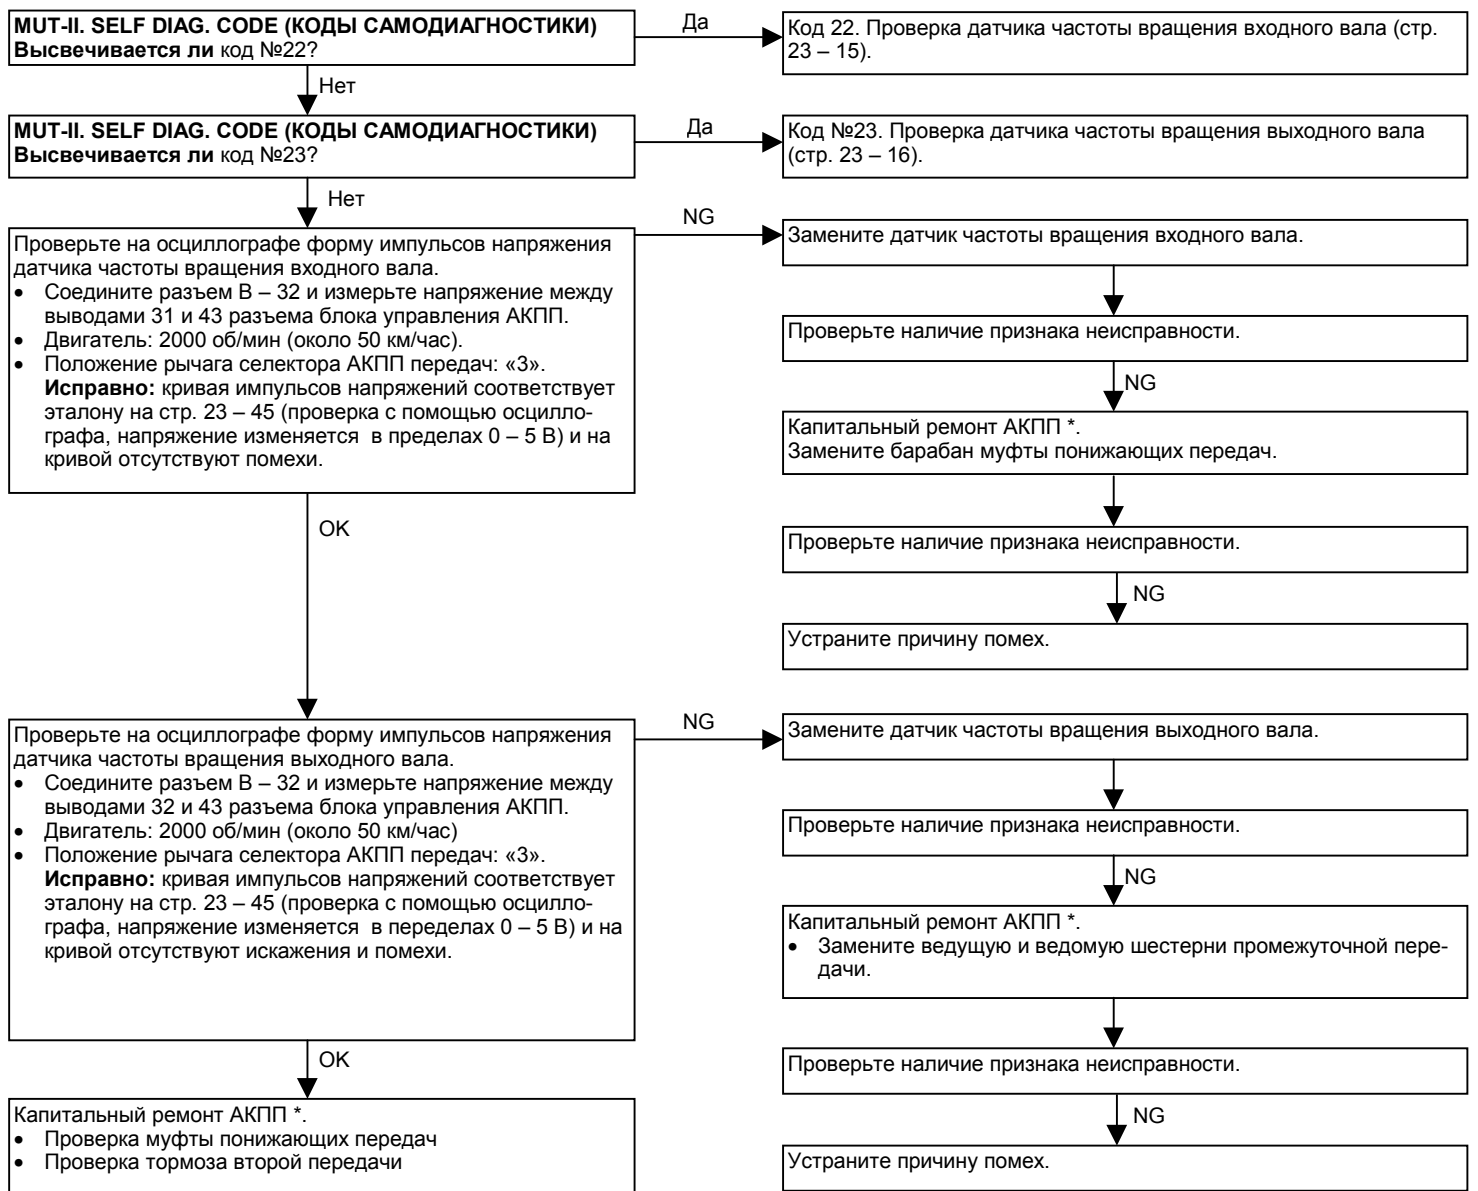 MUT-II. SELF DIAG. CODE (КОДЫ САМОДИАГНОСТИКИ)
Высвечивается ли код №22?
Да
Код 22. Проверка датчика частоты вращения входного вала (стр.
23 – 15).
Нет
MUT-II. SELF DIAG. CODE (КОДЫ САМОДИАГНОСТИКИ)
Высвечивается ли код №23?
Да
Код №23. Проверка датчика частоты вращения выходного вала
(стр. 23 – 16).
Нет
Проверьте на осциллографе форму импульсов напряжения
датчика частоты вращения входного вала.
• Соедините разъем В – 32 и измерьте напряжение между
выводами 31 и 43 разъема блока управления АКПП.
• Двигатель: 2000 об/мин (около 50 км/час).
• Положение рычага селектора АКПП передач: «3».
Исправно: кривая импульсов напряжений соответствует
эталону на стр. 23 – 45 (проверка с помощью осцилло-
графа, напряжение изменяется в пределах 0 – 5 В) и на
кривой отсутствуют помехи.
NG
Замените датчик частоты вращения входного вала.
Проверьте наличие признака неисправности.
NG
Капитальный ремонт АКПП *.
Замените барабан муфты понижающих передач.
Проверьте наличие признака неисправности.
NG
Устраните причину помех.
OK
Проверьте на осциллографе форму импульсов напряжения
датчика частоты вращения выходного вала.
• Соедините разъем В – 32 и измерьте напряжение между
выводами 32 и 43 разъема блока управления АКПП.
• Двигатель: 2000 об/мин (около 50 км/час)
• Положение рычага селектора АКПП передач: «3».
Исправно: кривая импульсов напряжений соответствует
эталону на стр. 23 – 45 (проверка с помощью осцилло-
графа, напряжение изменяется в переделах 0 – 5 В) и на
кривой отсутствуют искажения и помехи.
NG
Замените датчик частоты вращения выходного вала.
Проверьте наличие признака неисправности.
NG
Капитальный ремонт АКПП *.
• Замените ведущую и ведомую шестерни промежуточной пере-
дачи.
Проверьте наличие признака неисправности.
NG
Устраните причину помех.
OK
Капитальный ремонт АКПП *.
• Проверка муфты понижающих передач
• Проверка тормоза второй передачи